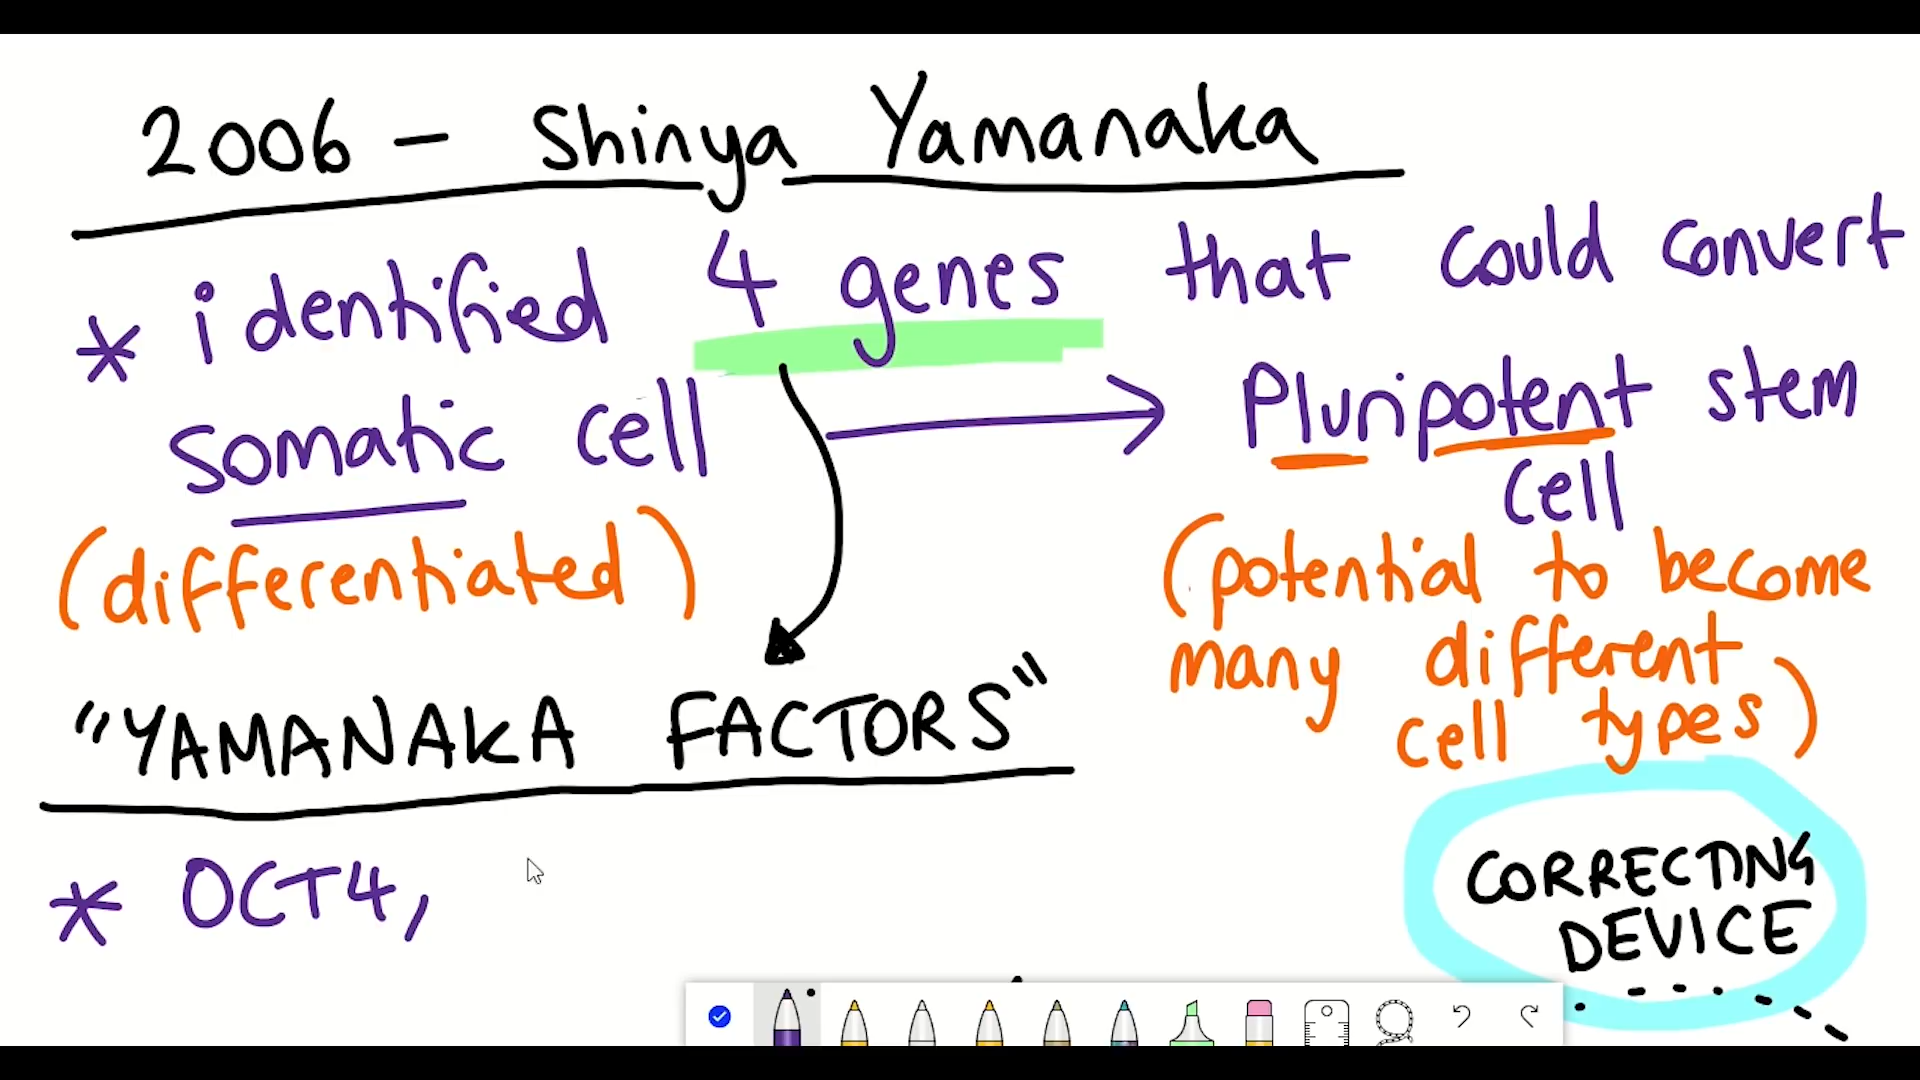 2006 - Shinya Yamanaka
* identified 4 genes that could convert
somatic cell → Pluripotent stem
cell
(differentiated)
(potential to become
many different
cell types)
"YAMANAKA FACTORS"
* OCT4,
CORRECTING
DEVICE